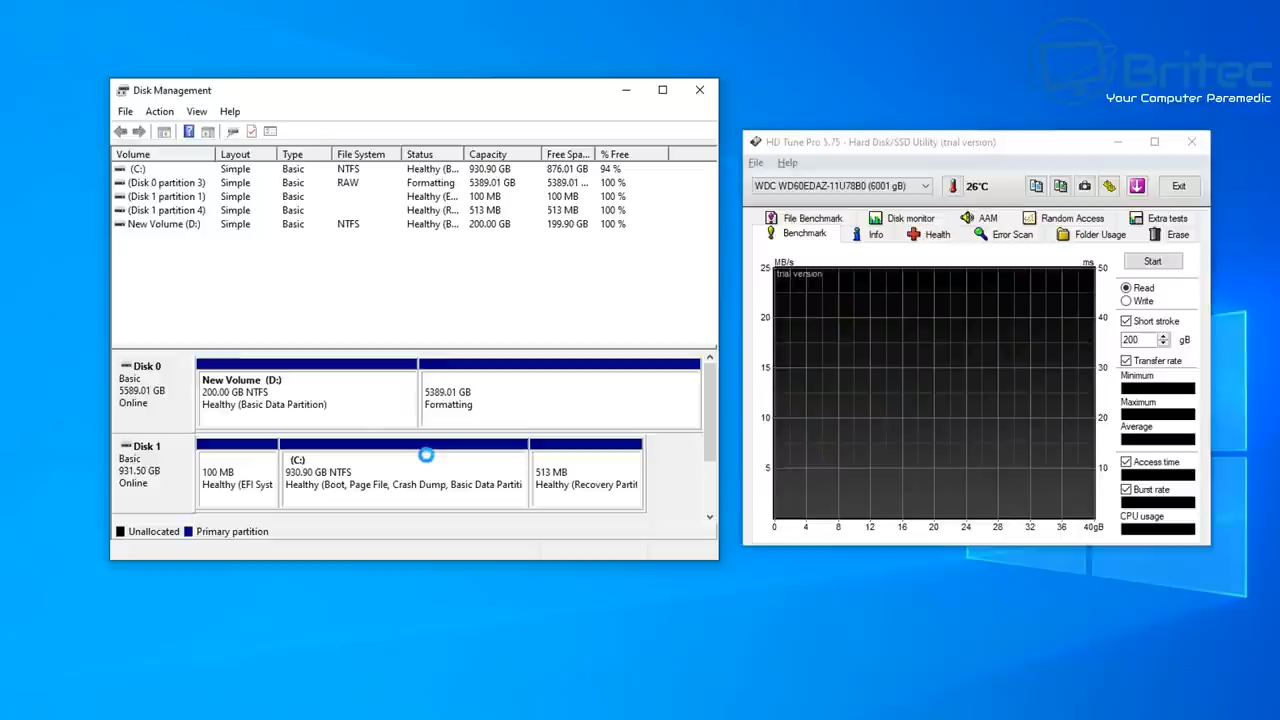 Britec
Your Computer Paramedic
Disk Management
File Action View Help
Volume Layout Type File System Status Capacity Free Spa... % Free
(C:) Simple Basic NTFS Healthy (B... 930.90 GB 876.01 GB 94 %
(Disk 0 partition 3) Simple Basic RAW Formatting 5389.01 GB 5389.01 ... 100 %
(Disk 1 partition 1) Simple Basic Healthy (E... 100 MB 100 MB 100 %
(Disk 1 partition 4) Simple Basic Healthy (R... 513 MB 513 MB 100 %
New Volume (D:) Simple Basic NTFS Healthy (B... 200.00 GB 199.90 GB 100 %
Disk 0
Basic
5589.01 GB
Online
New Volume (D:)
200.00 GB NTFS
Healthy (Basic Data Partition)
5389.01 GB
Formatting
Disk 1
Basic
931.50 GB
Online
100 MB
Healthy (EFI Syst
(C:)
930.90 GB NTFS
Healthy (Boot, Page File, Crash Dump, Basic Data Partiti
513 MB
Healthy (Recovery Partit
Unallocated Primary partition
HD Tune Pro 5.75 - Hard Disk/SSD Utility (trial version)
File Help
WDC WD60EDAZ-11U78B0 (6001 gB) 26°C Exit
File Benchmark Disk monitor AAM Random Access Extra tests
Benchmark Info Health Error Scan Folder Usage Erase
MB/s ms
trial version
25
20
15
10
5
50
40
30
20
10
0 4 8 12 16 20 24 28 32 36 40gB
Start
Read
Write
Short stroke
200 gB
Transfer rate
Minimum
Maximum
Average
Access time
Burst rate
CPU usage